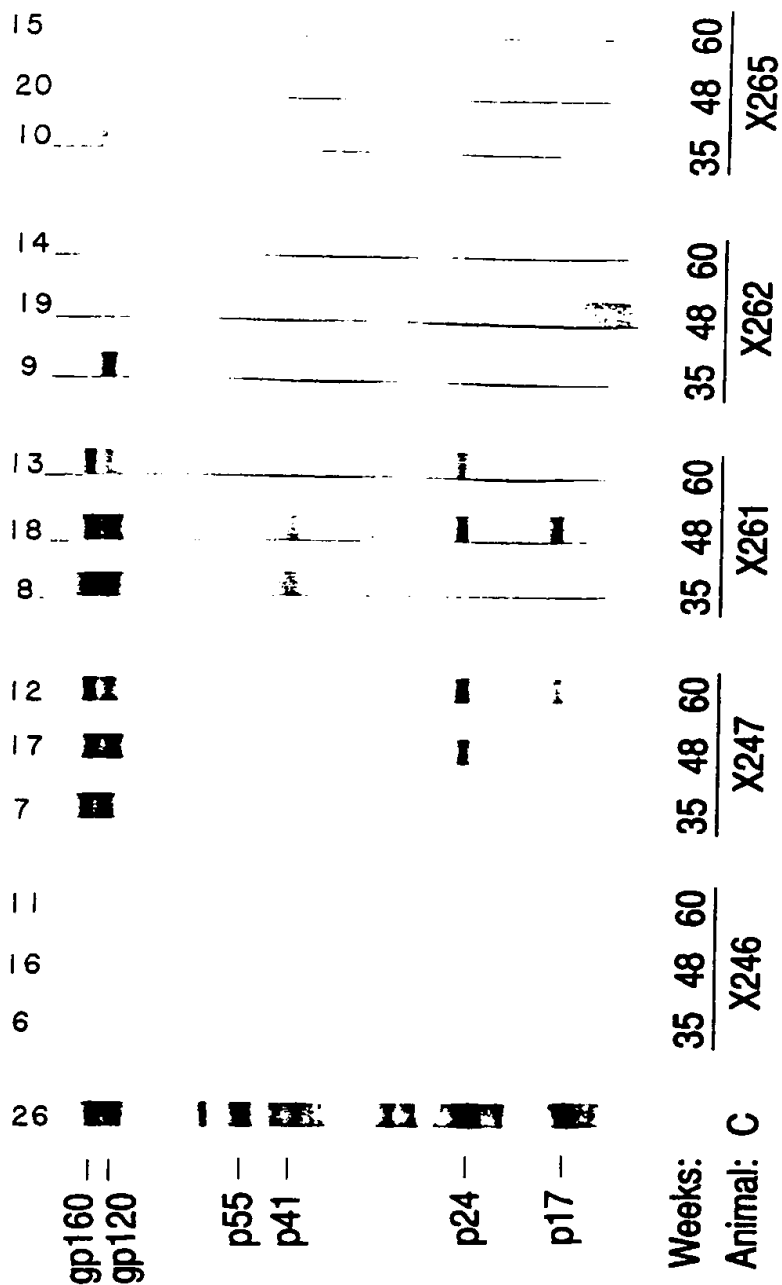 26 6 16 11 7 17 12 8 18 13 9 19 14 10 20 15
gp160 —
gp120 —
p55 —
p41 —
p24 —
p17 —
Weeks: 35 48 60 35 48 60 35 48 60 35 48 60 35 48 60
Animal: C X246 X247 X261 X262 X265